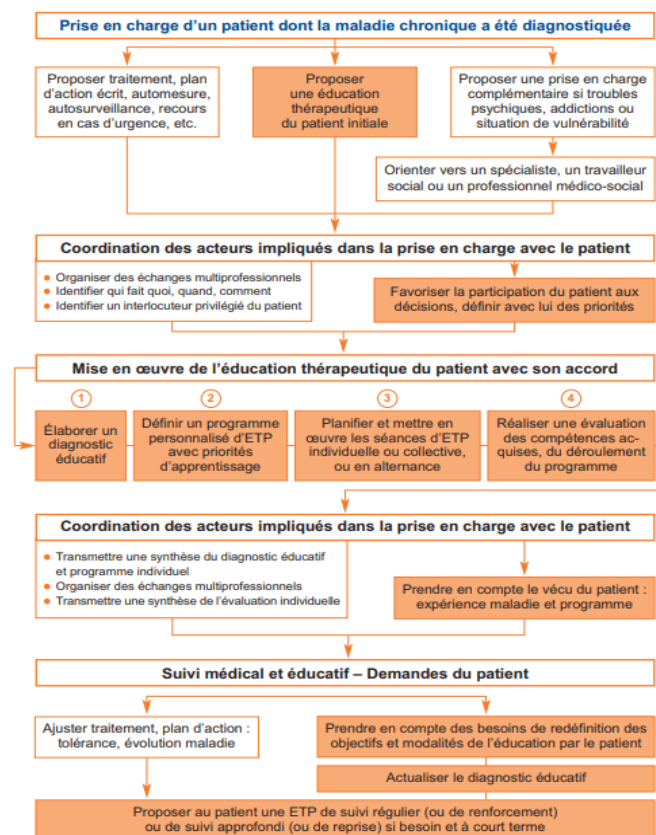 Prise en charge d'un patient dont la maladie chronique a été diagnostiquée
Proposer traitement, plan
d'action écrit, automesure,
autosurveillance, recours
en cas d'urgence, etc.
Proposer
une éducation
thérapeutique
du patient initiale
Proposer une prise en charge
complémentaire si troubles
psychiques, addictions ou
situation de vulnérabilité
Orienter vers un spécialiste, un travailleur
social ou un professionnel médico-social
Coordination des acteurs impliqués dans la prise en charge avec le patient
• Organiser des échanges multiprofessionnels
• Identifier qui fait quoi, quand, comment
• Identifier un interlocuteur privilégié du patient
Favoriser la participation du patient aux
décisions, définir avec lui des priorités
Mise en œuvre de l'éducation thérapeutique du patient avec son accord
1
Élaborer un
diagnostic
éducatif
2
Définir un programme
personnalisé d'ETP
avec priorités
d'apprentissage
3
Planifier et mettre en
œuvre les séances d'ETP
individuelle ou collective,
ou en alternance
4
Réaliser une évaluation
des compétences ac-
quises, du déroulement
du programme
Coordination des acteurs impliqués dans la prise en charge avec le patient
• Transmettre une synthèse du diagnostic éducatif
et programme individuel
• Organiser des échanges multiprofessionnels
• Transmettre une synthèse de l'évaluation individuelle
Prendre en compte le vécu du patient :
expérience maladie et programme
Suivi médical et éducatif – Demandes du patient
Ajuster traitement, plan d'action :
tolérance, évolution maladie
Prendre en compte des besoins de redéfinition des
objectifs et modalités de l'éducation par le patient
Actualiser le diagnostic éducatif
Proposer au patient une ETP de suivi régulier (ou de renforcement)
ou de suivi approfondi (ou de reprise) si besoin et à court terme